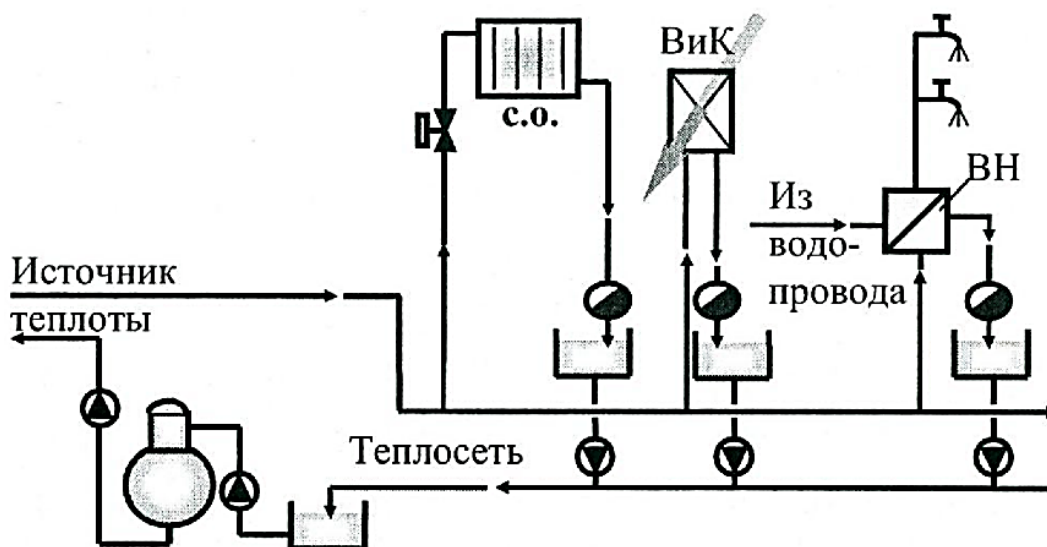 ВиК
с.о.
ВН
Из
водо-
провода
Источник
теплоты
Теплосеть